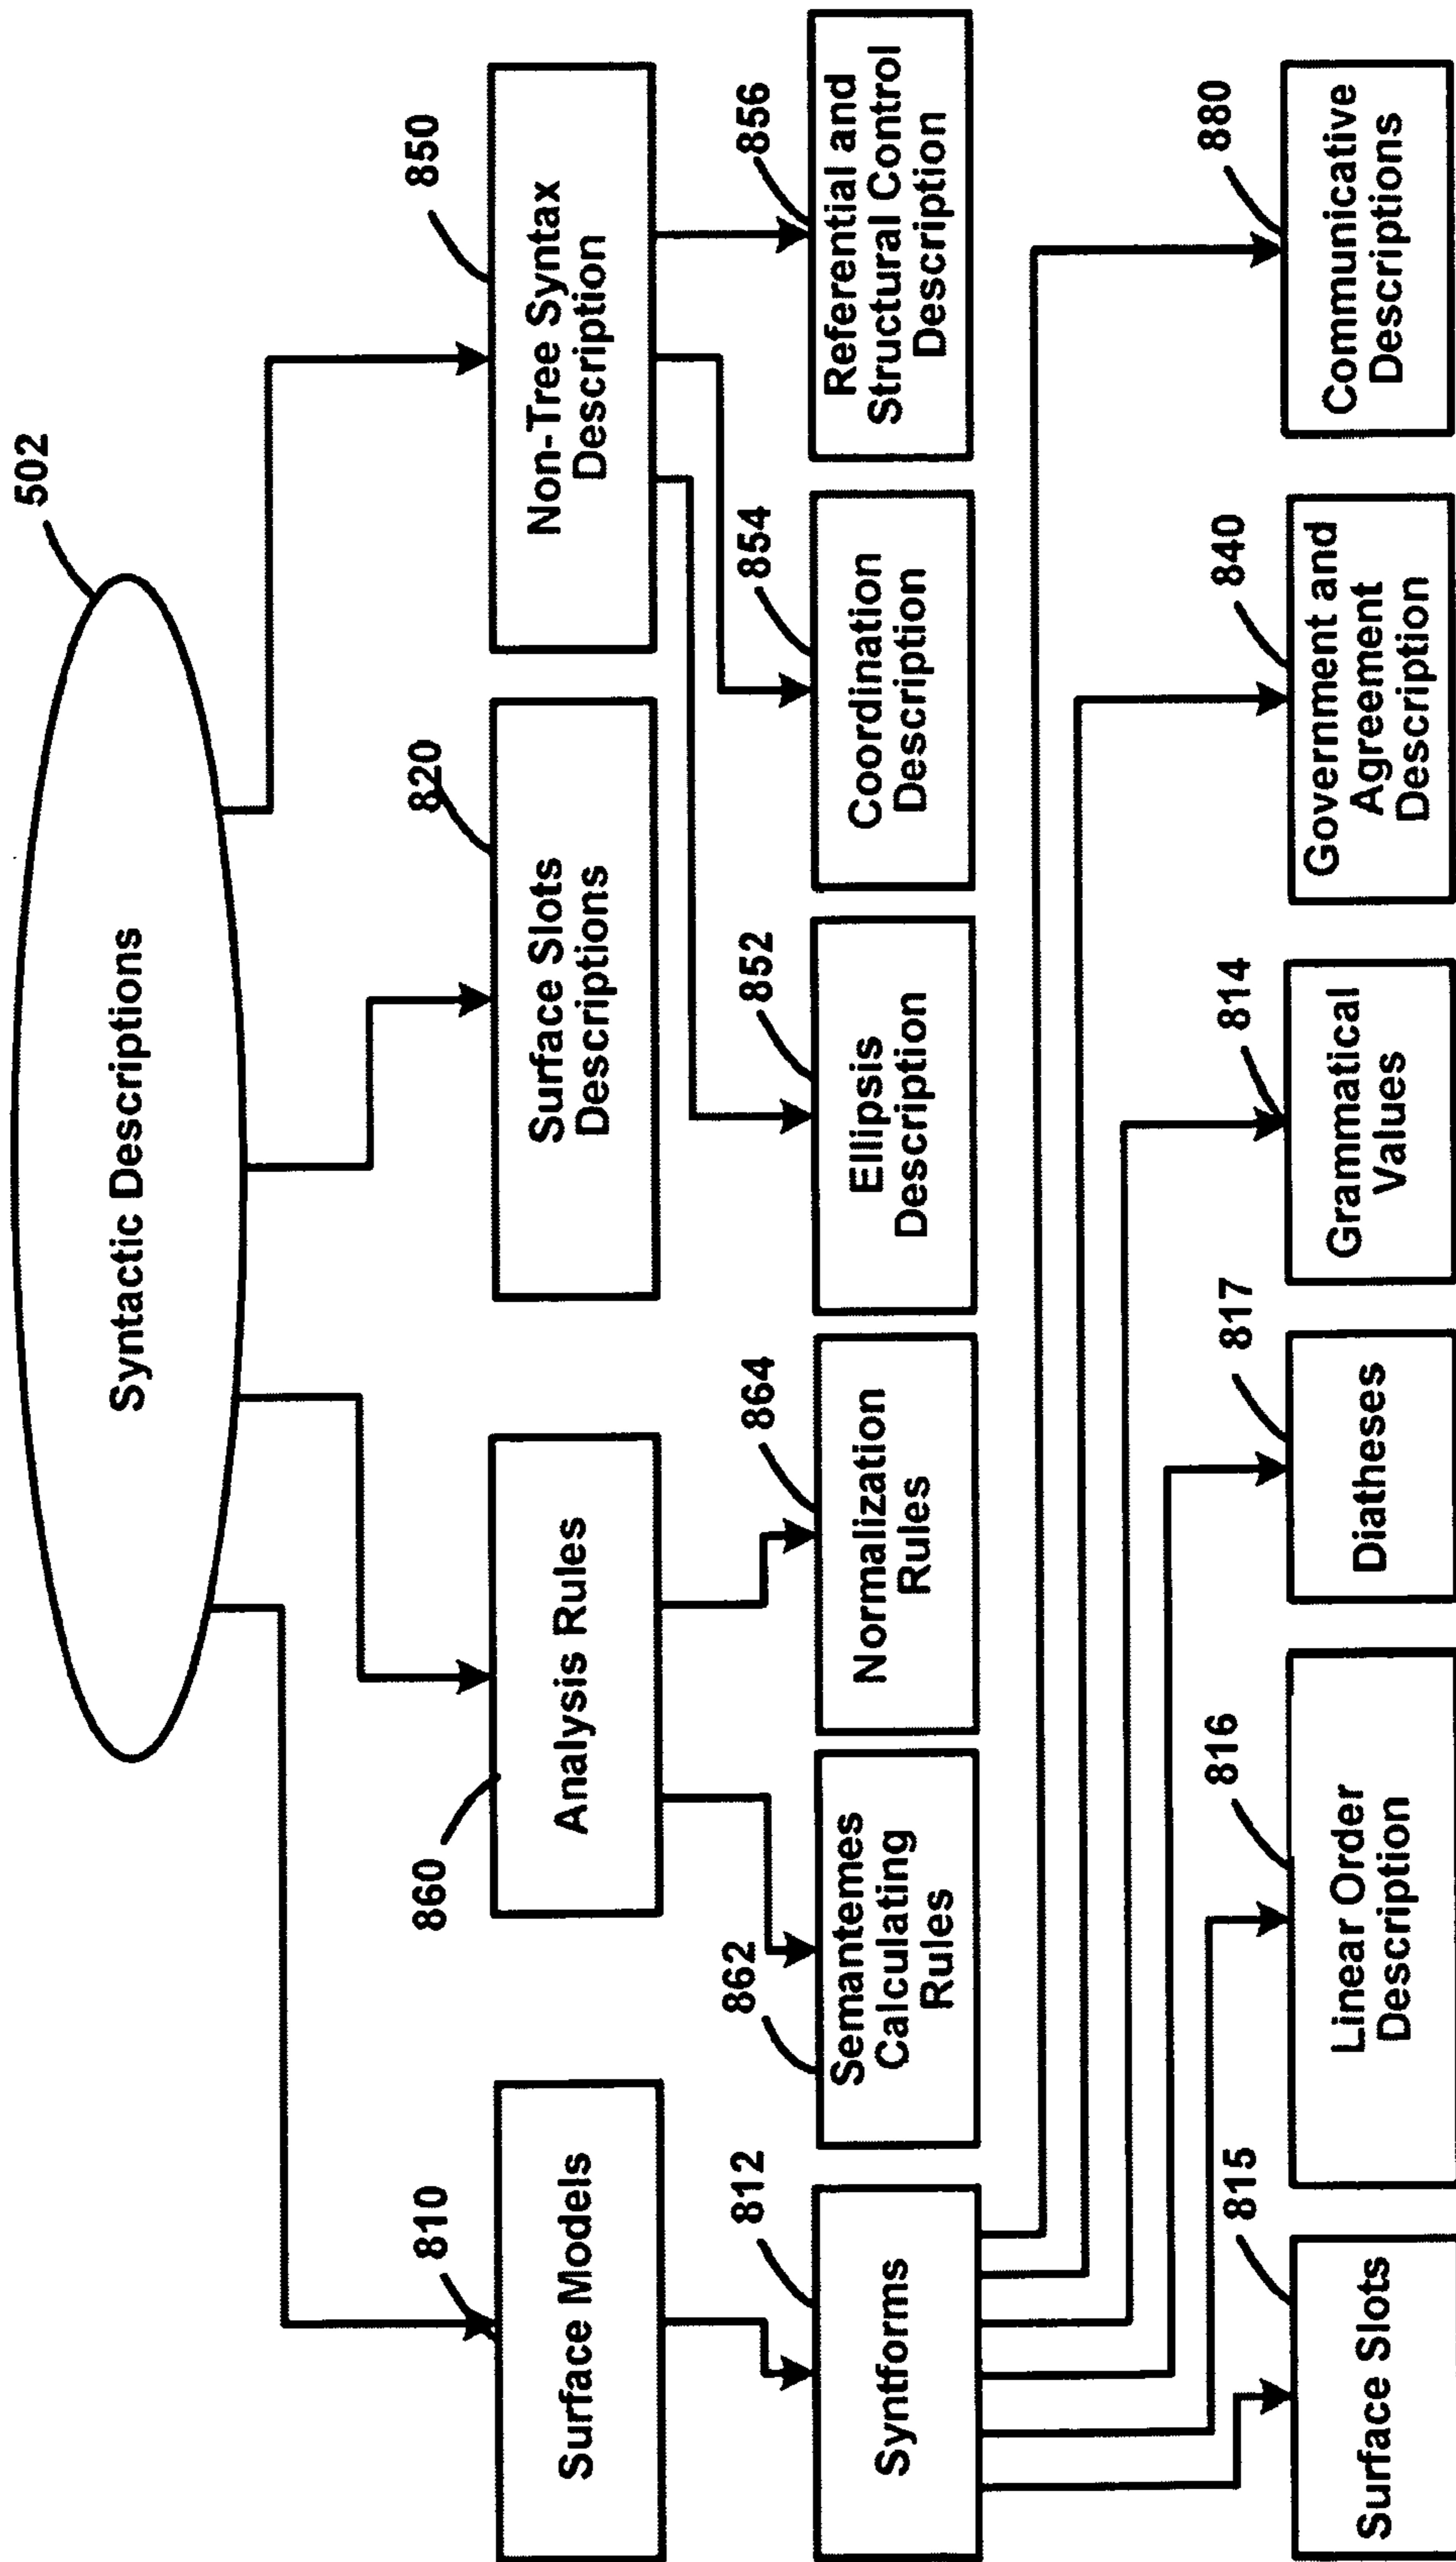 502
Syntactic Descriptions
810
Surface Models
860
Analysis Rules
820
Surface Slots
Descriptions
850
Non-Tree Syntax
Description
812
Syntforms
862
Semantemes
Calculating
Rules
864
Normalization
Rules
852
Ellipsis
Description
854
Coordination
Description
856
Referential and
Structural Control
Description
815
Surface Slots
816
Linear Order
Description
817
Diatheses
814
Grammatical
Values
840
Government and
Agreement
Description
880
Communicative
Descriptions